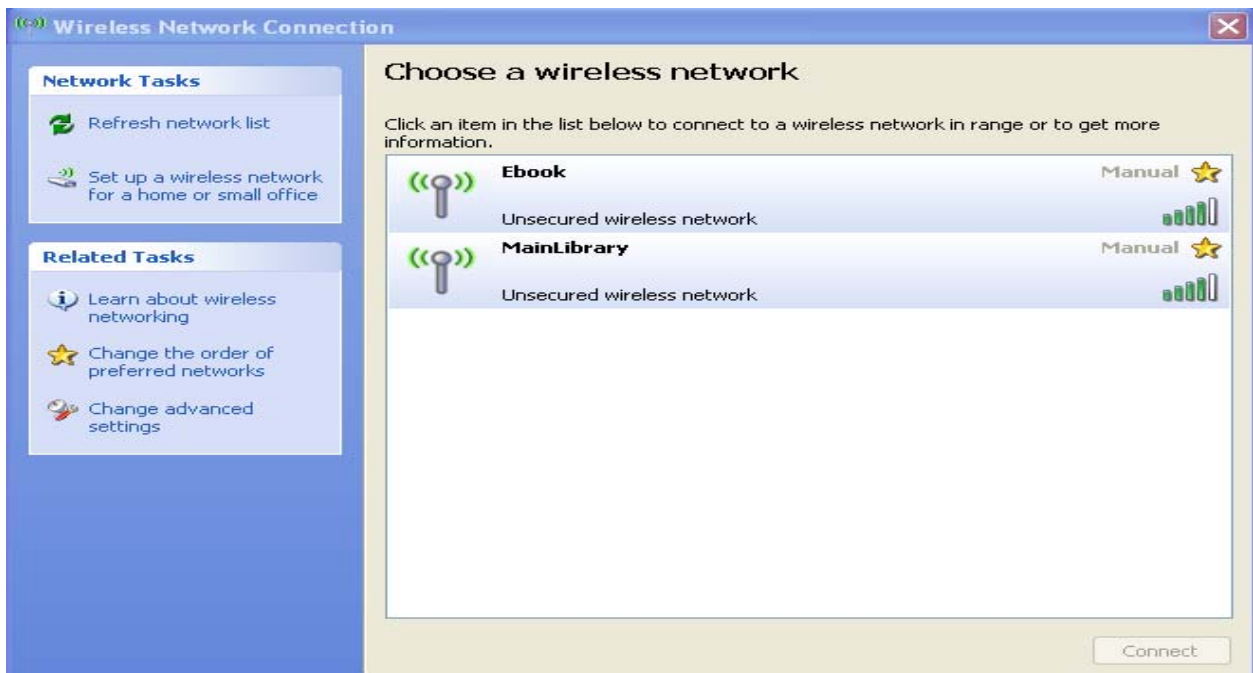 Wireless Network Connection
Network Tasks
Refresh network list
Set up a wireless network
for a home or small office
Related Tasks
Learn about wireless
networking
Change the order of
preferred networks
Change advanced
settings
Choose a wireless network
Click an item in the list below to connect to a wireless network in range or to get more
information.
Ebook
Manual
Unsecured wireless network
MainLibrary
Manual
Unsecured wireless network
Connect